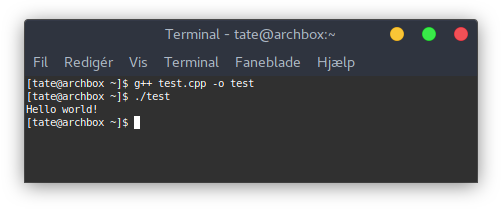 Terminal - tate@archbox:~
Fil Redigér Vis Terminal Faneblade Hjælp
[tate@archbox ~]$ g++ test.cpp -o test
[tate@archbox ~]$ ./test
Hello world!
[tate@archbox ~]$